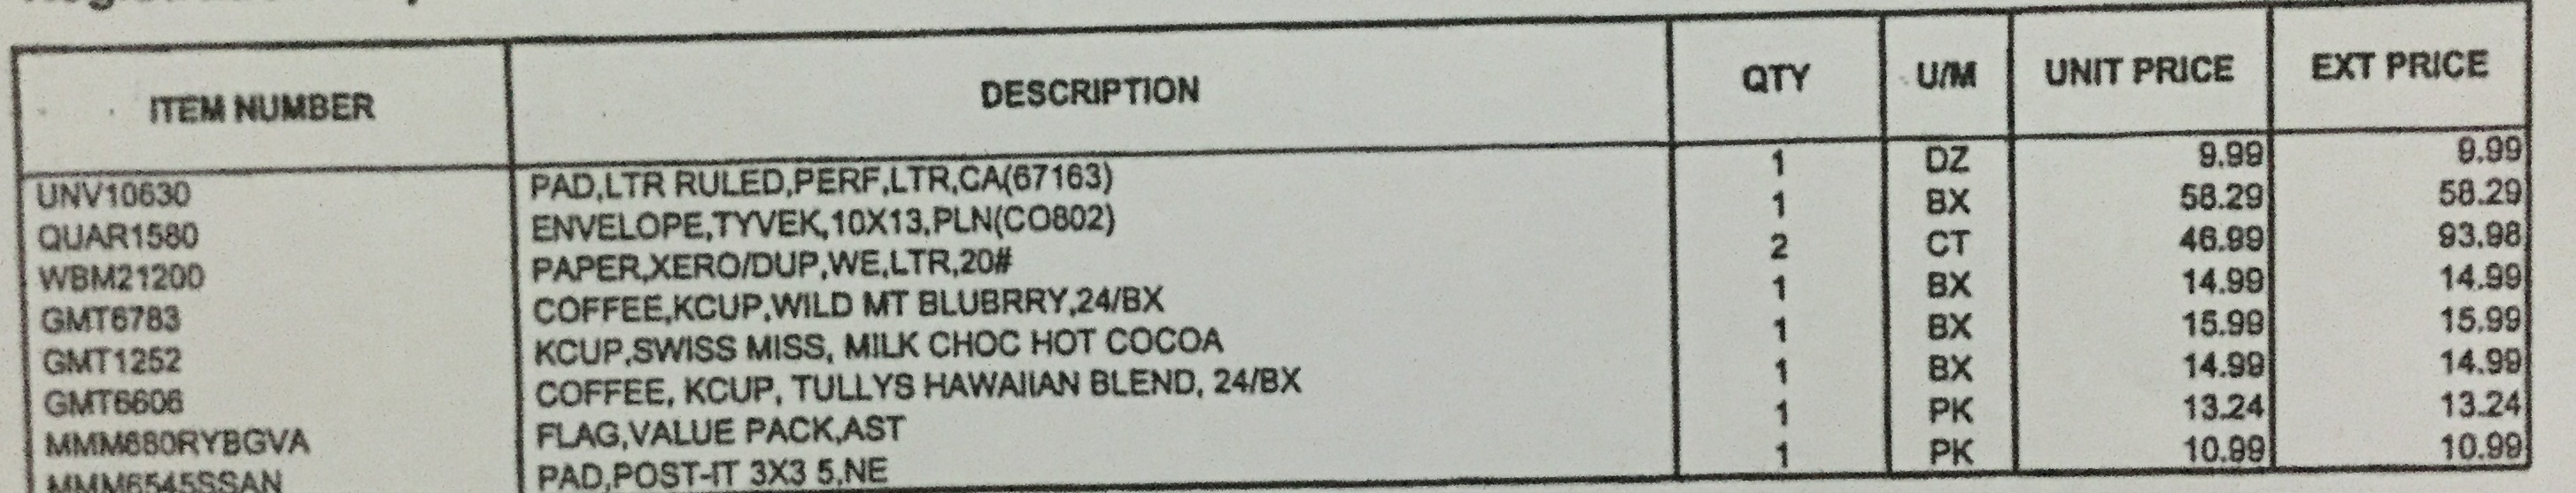 ITEM NUMBER DESCRIPTION QTY U/M UNIT PRICE EXT PRICE
UNV10630 PAD,LTR RULED,PERF,LTR,CA(67163) 1 DZ 9.99 9.99
QUAR1580 ENVELOPE,TYVEK,10X13,PLN(CO802) 1 BX 58.29 58.29
WBM21200 PAPER,XERO/DUP,WE,LTR,20# 2 CT 46.99 93.98
GMT6783 COFFEE,KCUP,WILD MT BLUBRRY,24/BX 1 BX 14.99 14.99
GMT1252 KCUP,SWISS MISS, MILK CHOC HOT COCOA 1 BX 15.99 15.99
GMT6606 COFFEE, KCUP, TULLYS HAWAIIAN BLEND, 24/BX 1 BX 14.99 14.99
MMM680RYBGVA FLAG,VALUE PACK,AST 1 PK 13.24 13.24
MMM6545SSAN PAD,POST-IT 3X3 5,NE 1 PK 10.99 10.99